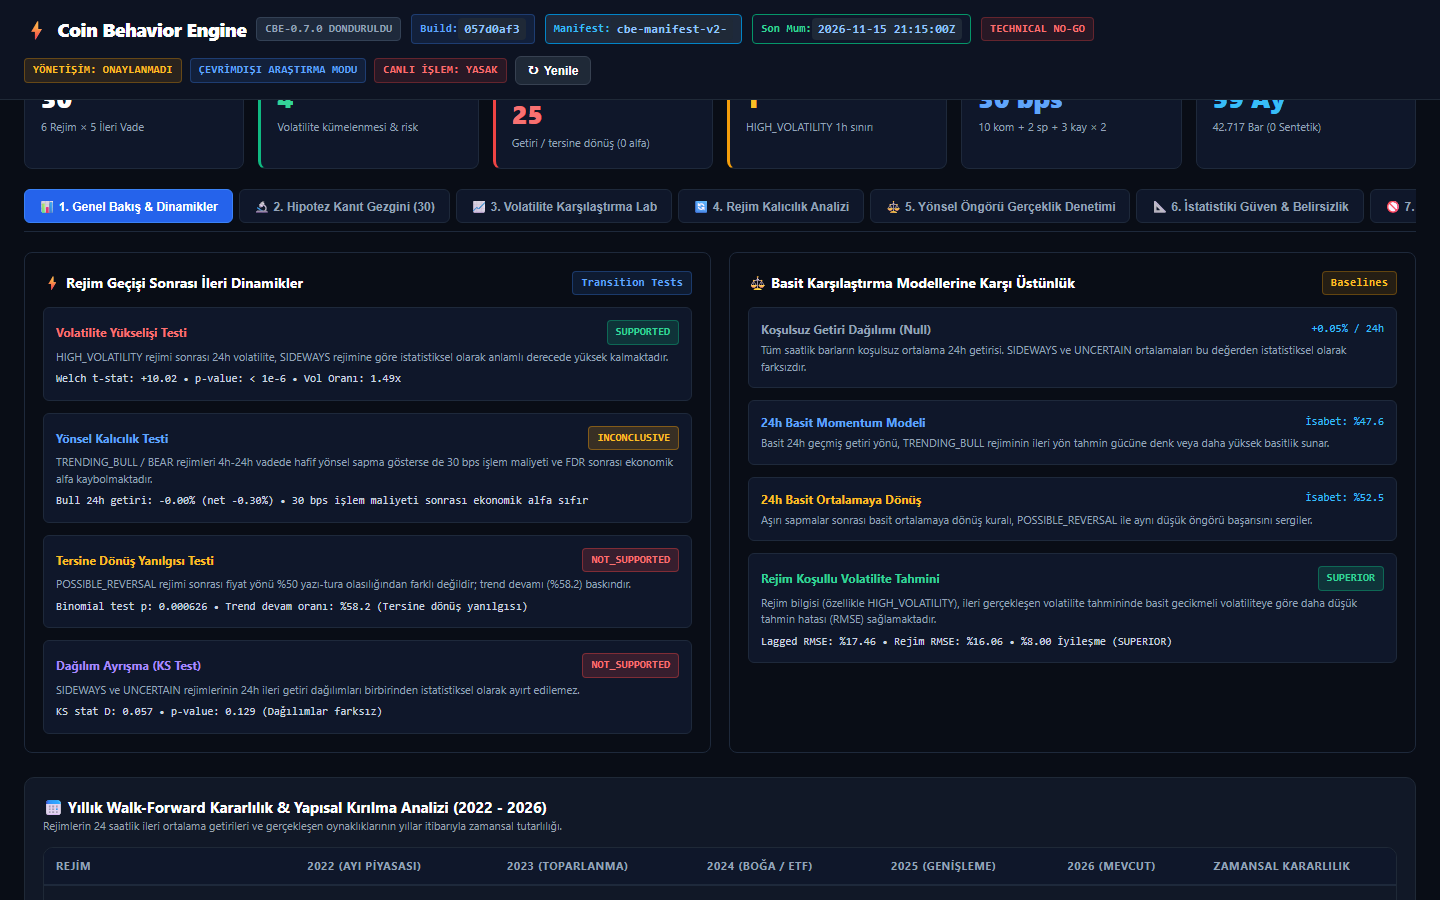 Coin Behavior Engine
CBE-0.7.0 DONDURULDU
Build: 057d0af3
Manifest: cbe-manifest-v2-
Son Mum: 2026-11-15 21:15:00Z
TECHNICAL NO-GO
YÖNETİŞİM: ONAYLANMADI
ÇEVRİMDIŞI ARAŞTIRMA MODU
CANLI İŞLEM: YASAK
↻ Yenile
6 Rejim × 5 İleri Vade
4
Volatilite kümelenmesi & risk
25
Getiri / tersine dönüş (0 alfa)
HIGH_VOLATILITY 1h sınırı
30 bps
10 kom + 2 sp + 3 kay × 2
42.717 Bar (0 Sentetik)
1. Genel Bakış & Dinamikler
2. Hipotez Kanıt Gezgini (30)
3. Volatilite Karşılaştırma Lab
4. Rejim Kalıcılık Analizi
5. Yönsel Öngörü Gerçeklik Denetimi
6. İstatistiki Güven & Belirsizlik
7.
Rejim Geçişi Sonrası İleri Dinamikler
Transition Tests
Volatilite Yükselişi Testi
SUPPORTED
HIGH_VOLATILITY rejimi sonrası 24h volatilite, SIDEWAYS rejimine göre istatistiksel olarak anlamlı derecede yüksek kalmaktadır.
Welch t-stat: +10.02 • p-value: < 1e-6 • Vol Oranı: 1.49x
Yönsel Kalıcılık Testi
INCONCLUSIVE
TRENDING_BULL / BEAR rejimleri 4h-24h vadede hafif yönsel sapma gösterse de 30 bps işlem maliyeti ve FDR sonrası ekonomik
alfa kaybolmaktadır.
Bull 24h getiri: -0.00% (net -0.30%) • 30 bps işlem maliyeti sonrası ekonomik alfa sıfır
Tersine Dönüş Yanılgısı Testi
NOT_SUPPORTED
POSSIBLE_REVERSAL rejimi sonrası fiyat yönü %50 yazı-tura olasılığından farklı değildir; trend devamı (%58.2) baskındır.
Binomial test p: 0.000626 • Trend devam oranı: %58.2 (Tersine dönüş yanılgısı)
Dağılım Ayrışma (KS Test)
NOT_SUPPORTED
SIDEWAYS ve UNCERTAIN rejimlerinin 24h ileri getiri dağılımları birbirinden istatistiksel olarak ayırt edilemez.
KS stat D: 0.057 • p-value: 0.129 (Dağılımlar farksız)
Basit Karşılaştırma Modellerine Karşı Üstünlük
Baselines
Koşulsuz Getiri Dağılımı (Null)
+0.05% / 24h
Tüm saatlik barların koşulsuz ortalama 24h getirisi. SIDEWAYS ve UNCERTAIN ortalamaları bu değerden istatistiksel olarak
farksızdır.
24h Basit Momentum Modeli
İsabet: %47.6
Basit 24h geçmiş getiri yönü, TRENDING_BULL rejiminin ileri yön tahmin gücüne denk veya daha yüksek basitlik sunar.
24h Basit Ortalamaya Dönüş
İsabet: %52.5
Aşırı sapmalar sonrası basit ortalamaya dönüş kuralı, POSSIBLE_REVERSAL ile aynı düşük öngörü başarısını sergiler.
Rejim Koşullu Volatilite Tahmini
SUPERIOR
Rejim bilgisi (özellikle HIGH_VOLATILITY), ileri gerçekleşen volatilite tahmininde basit gecikmeli volatiliteye göre daha düşük
tahmin hatası (RMSE) sağlamaktadır.
Lagged RMSE: %17.46 • Rejim RMSE: %16.06 • %8.00 İyileşme (SUPERIOR)
Yıllık Walk-Forward Kararlılık & Yapısal Kırılma Analizi (2022 - 2026)
Rejimlerin 24 saatlik ileri ortalama getirileri ve gerçekleşen oynaklıklarının yıllar itibarıyla zamansal tutarlılığı.
REJİM
2022 (AYI PİYASASI)
2023 (TOPARLANMA)
2024 (BOĞA / ETF)
2025 (GENİŞLEME)
2026 (MEVCUT)
ZAMANSAL KARARLILIK